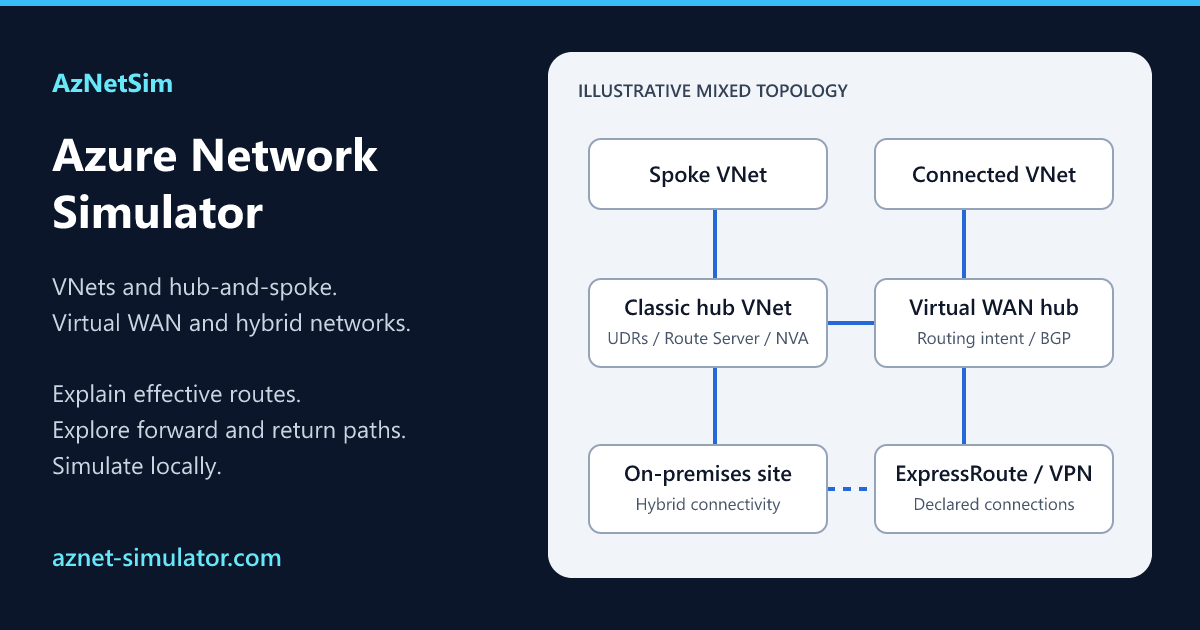 AzNetSim
Azure Network
Simulator
VNets and hub-and-spoke.
Virtual WAN and hybrid networks.
Explain effective routes.
Explore forward and return paths.
Simulate locally.
aznet-simulator.com
ILLUSTRATIVE MIXED TOPOLOGY
Spoke VNet
Connected VNet
Classic hub VNet
UDRs / Route Server / NVA
Virtual WAN hub
Routing intent / BGP
On-premises site
Hybrid connectivity
ExpressRoute / VPN
Declared connections